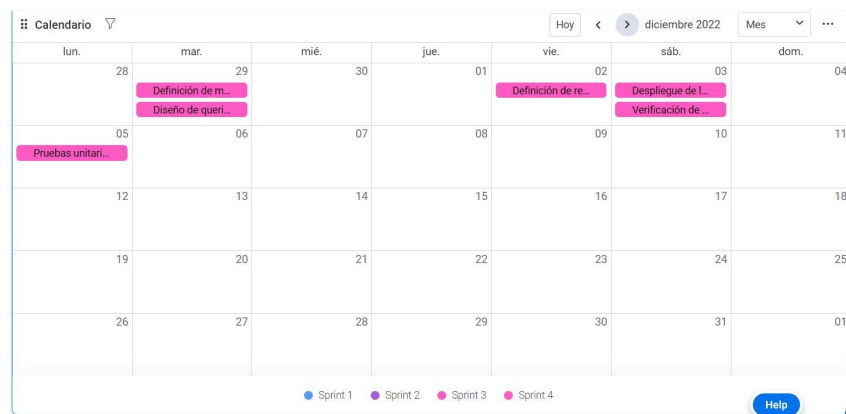 Calendario
Hoy < > diciembre 2022 Mes ...
lun. mar. mié. jue. vie. sáb. dom.
28 29 30 01 02 03 04
Definición de m... Definición de re... Despliegue de l...
Diseño de queri... Verificación de ...
05 06 07 08 09 10 11
Pruebas unitari...
12 13 14 15 16 17 18
19 20 21 22 23 24 25
26 27 28 29 30 31 01
Sprint 1 Sprint 2 Sprint 3 Sprint 4
Help